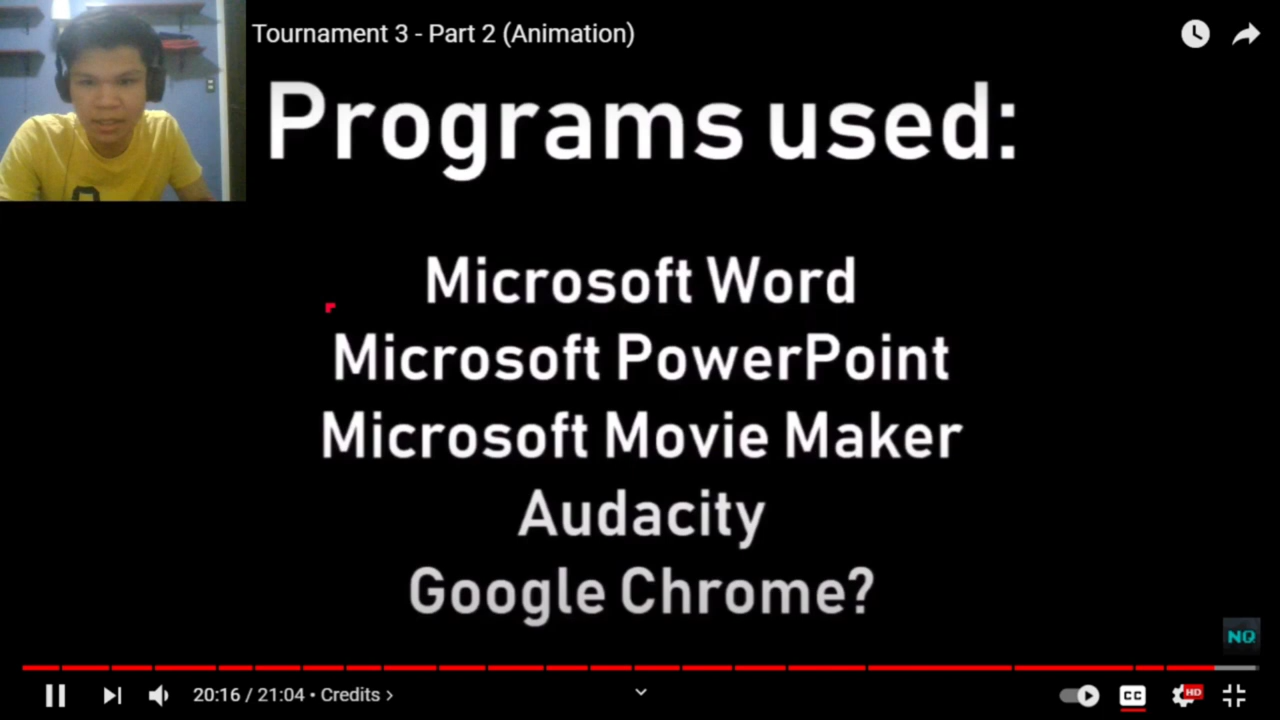 Tournament 3 - Part 2 (Animation)
Programs used:
Microsoft Word
Microsoft PowerPoint
Microsoft Movie Maker
Audacity
Google Chrome?
NQ
20:16 / 21:04 • Credits >
CC
HD